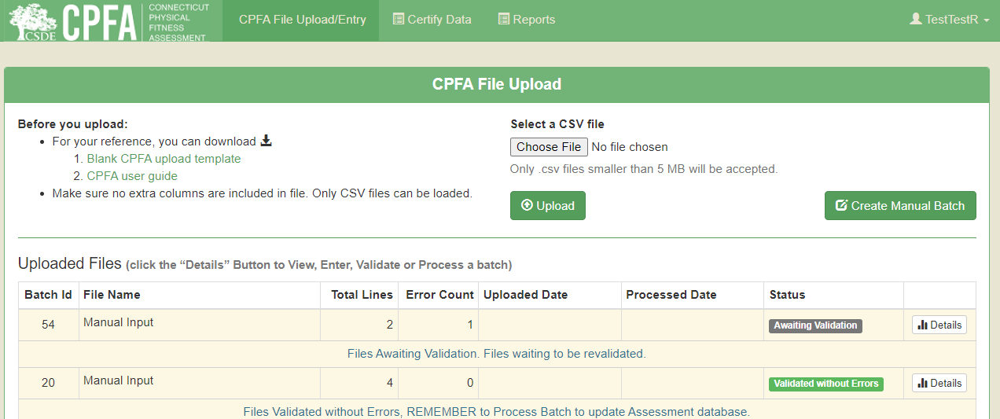 CSDE CPFA CONNECTICUT
PHYSICAL
FITNESS
ASSESSMENT
CPFA File Upload/Entry Certify Data Reports TestTestR
CPFA File Upload
Before you upload:
• For your reference, you can download
1. Blank CPFA upload template
2. CPFA user guide
• Make sure no extra columns are included in file. Only CSV files can be loaded.
Select a CSV file
Choose File No file chosen
Only .csv files smaller than 5 MB will be accepted.
Upload Create Manual Batch
Uploaded Files (click the “Details” Button to View, Enter, Validate or Process a batch)
Batch Id File Name Total Lines Error Count Uploaded Date Processed Date Status
54 Manual Input 2 1 Awaiting Validation Details
Files Awaiting Validation. Files waiting to be revalidated.
20 Manual Input 4 0 Validated without Errors Details
Files Validated without Errors, REMEMBER to Process Batch to update Assessment database.